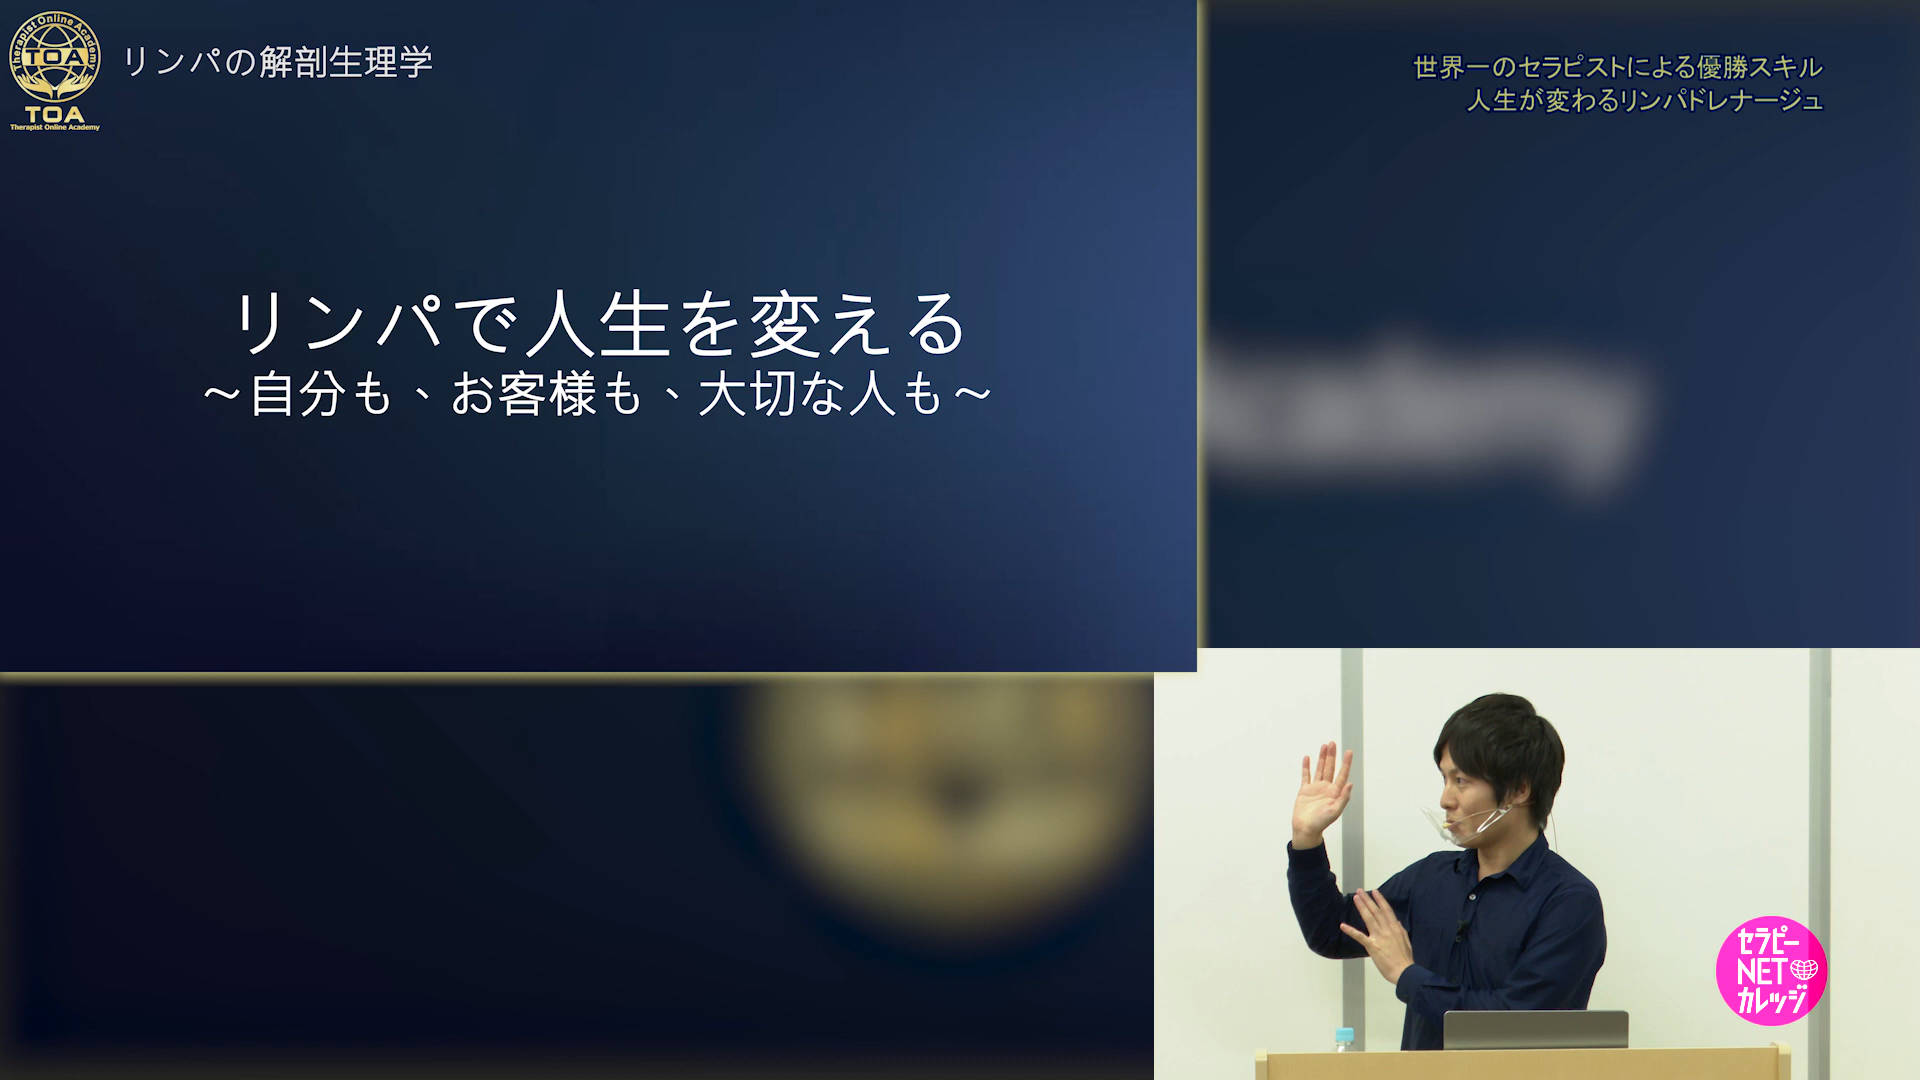 Therapist Online Academy
TOA
TOA
Therapist Online Academy
リンパの解剖生理学
世界一のセラピストによる優勝スキル
人生が変わるリンパドレナージュ
リンパで人生を変える
～自分も、お客様も、大切な人も～
Academy
セラピー
NET
カレッジ